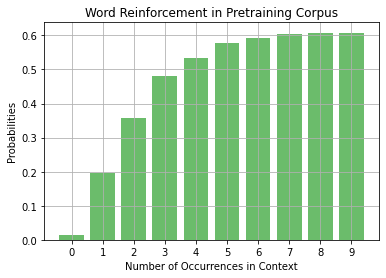 Word Reinforcement in Pretraining Corpus
0.6
0.5
0.4
0.3
0.2
0.1
0.0
Probabilities
0 1 2 3 4 5 6 7 8 9
Number of Occurrences in Context